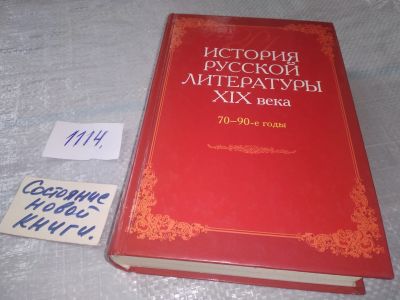 ИСТОРИЯ
РУССКОЙ
ЛИТЕРАТУРЫ
XIX века
70–90-е годы
1114,
Состояние
новой
книги.